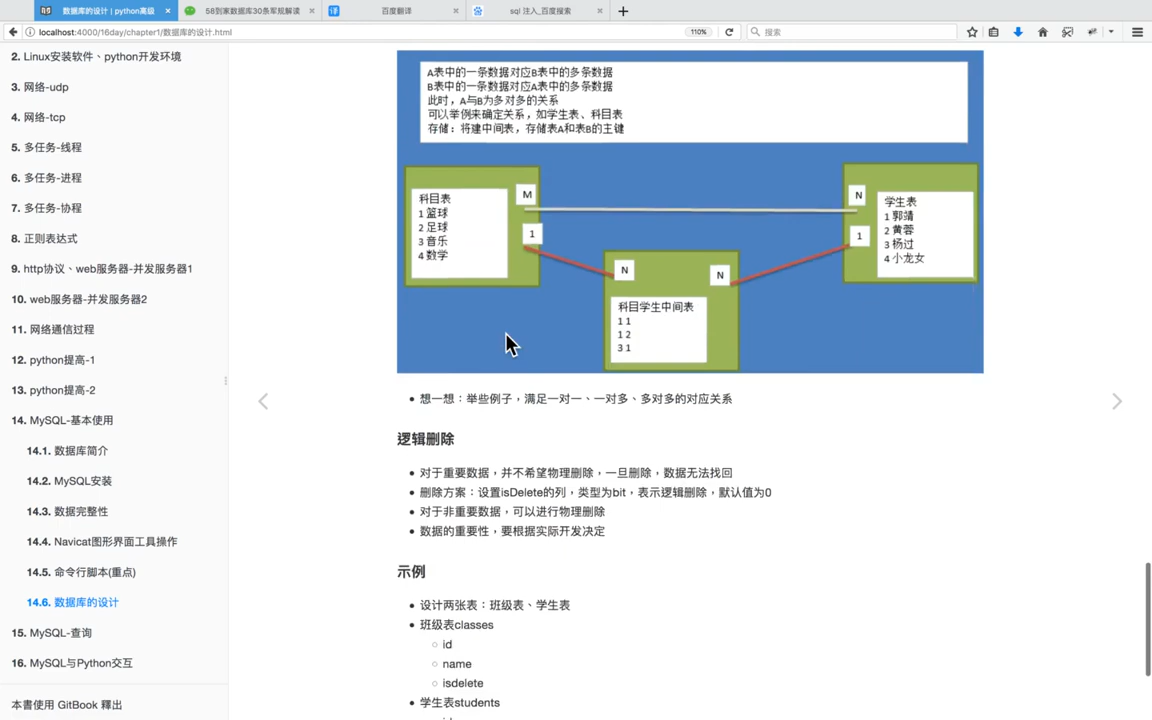 数据库的设计 | python高级
58到家数据库30条军规解读
百度翻译
sql 注入_百度搜索
localhost:4000/16day/chapter1/数据库的设计.html
110%
搜索
2. Linux安装软件、python开发环境
3. 网络-udp
4. 网络-tcp
5. 多任务-线程
6. 多任务-进程
7. 多任务-协程
8. 正则表达式
9. http协议、web服务器-并发服务器1
10. web服务器-并发服务器2
11. 网络通信过程
12. python提高-1
13. python提高-2
14. MySQL-基本使用
14.1. 数据库简介
14.2. MySQL安装
14.3. 数据完整性
14.4. Navicat图形界面工具操作
14.5. 命令行脚本(重点)
14.6. 数据库的设计
15. MySQL-查询
16. MySQL与Python交互
本書使用 GitBook 釋出
A表中的一条数据对应B表中的多条数据
B表中的一条数据对应A表中的多条数据
此时，A与B为多对多的关系
可以举例来确定关系，如学生表、科目表
存储：将建中间表，存储表A和表B的主键
科目表
1 篮球
2 足球
3 音乐
4 数学
M
1
N
1
学生表
1 郭靖
2 黄蓉
3 杨过
4 小龙女
N
N
科目学生中间表
1 1
1 2
3 1
想一想：举些例子，满足一对一、一对多、多对多的对应关系
逻辑删除
对于重要数据，并不希望物理删除，一旦删除，数据无法找回
删除方案：设置isDelete的列，类型为bit，表示逻辑删除，默认值为0
对于非重要数据，可以进行物理删除
数据的重要性，要根据实际开发决定
示例
设计两张表：班级表、学生表
班级表classes
id
name
isdelete
学生表students